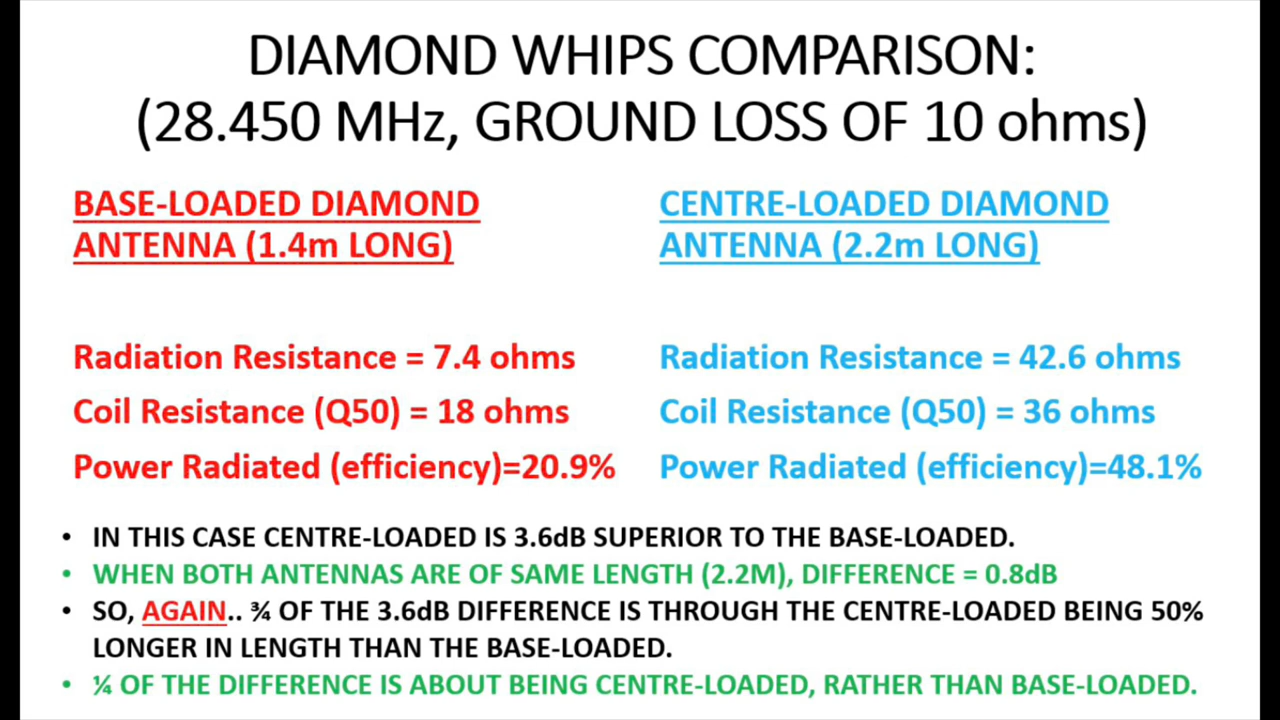 DIAMOND WHIPS COMPARISON:
(28.450 MHz, GROUND LOSS OF 10 ohms)
BASE-LOADED DIAMOND
ANTENNA (1.4m LONG)
Radiation Resistance = 7.4 ohms
Coil Resistance (Q50) = 18 ohms
Power Radiated (efficiency)=20.9%
CENTRE-LOADED DIAMOND
ANTENNA (2.2m LONG)
Radiation Resistance = 42.6 ohms
Coil Resistance (Q50) = 36 ohms
Power Radiated (efficiency)=48.1%
• IN THIS CASE CENTRE-LOADED IS 3.6dB SUPERIOR TO THE BASE-LOADED.
• WHEN BOTH ANTENNAS ARE OF SAME LENGTH (2.2M), DIFFERENCE = 0.8dB
• SO, AGAIN.. ¾ OF THE 3.6dB DIFFERENCE IS THROUGH THE CENTRE-LOADED BEING 50%
LONGER IN LENGTH THAN THE BASE-LOADED.
• ¼ OF THE DIFFERENCE IS ABOUT BEING CENTRE-LOADED, RATHER THAN BASE-LOADED.